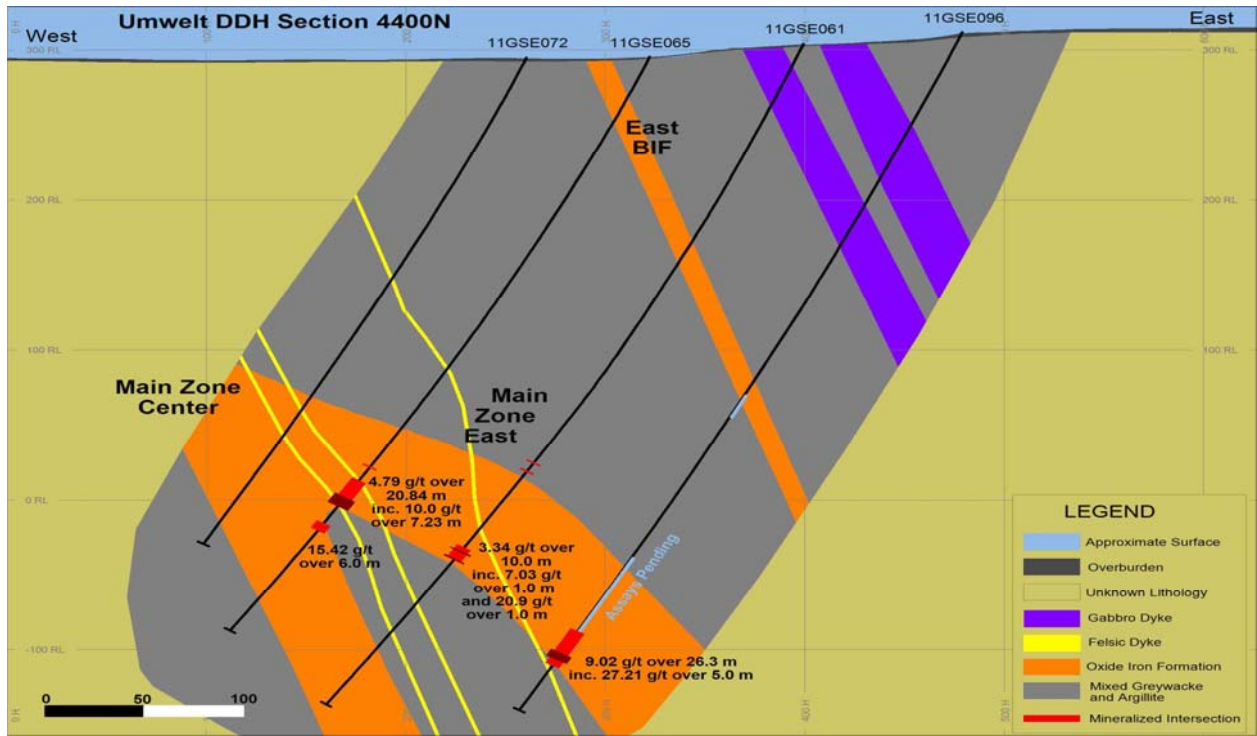 Umwelt DDH Section 4400N
West
East
11GSE072
11GSE065
11GSE061
11GSE096
300 RL
300 RL
200 RL
200 RL
100 RL
100 RL
0 RL
-100 RL
-100 RL
East
BIF
Main Zone
Center
Main
Zone
East
4.79 g/t over
20.84 m
inc. 10.0 g/t
over 7.23 m
15.42 g/t
over 6.0 m
3.34 g/t over
10.0 m
inc. 7.03 g/t
over 1.0 m
and 20.9 g/t
over 1.0 m
Assays Pending
9.02 g/t over 26.3 m
inc. 27.21 g/t over 5.0 m
0
50
100
LEGEND
Approximate Surface
Overburden
Unknown Lithology
Gabbro Dyke
Felsic Dyke
Oxide Iron Formation
Mixed Greywacke
and Argillite
Mineralized Intersection